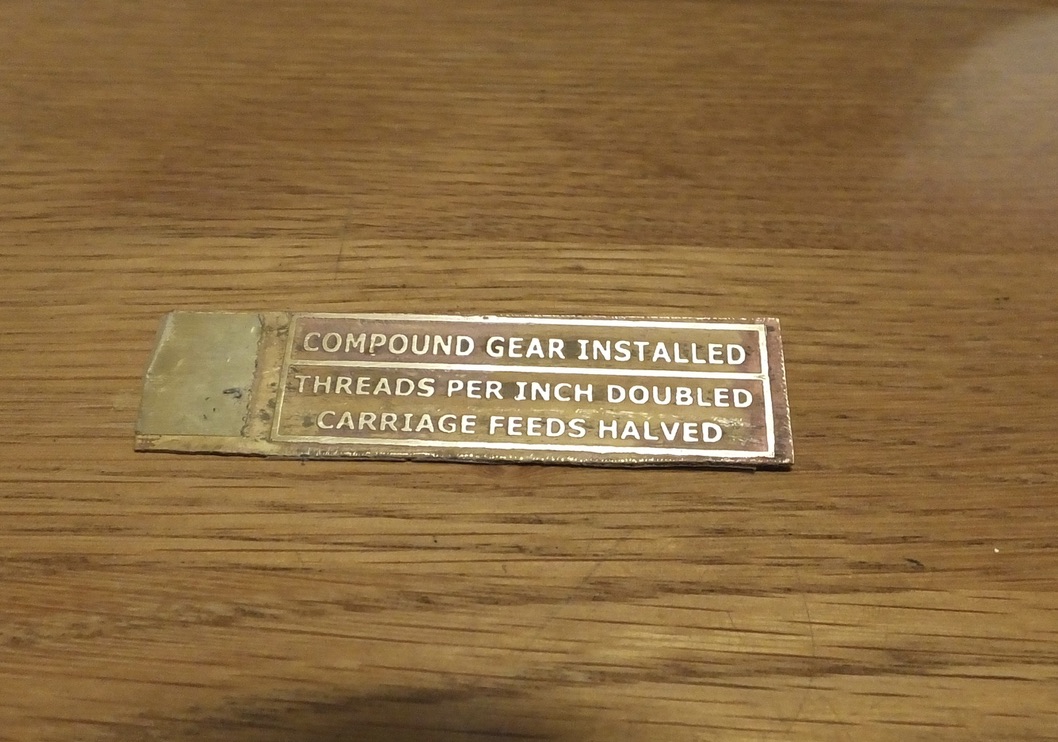 COMPOUND GEAR INSTALLED
THREADS PER INCH DOUBLED
CARRIAGE FEEDS HALVED